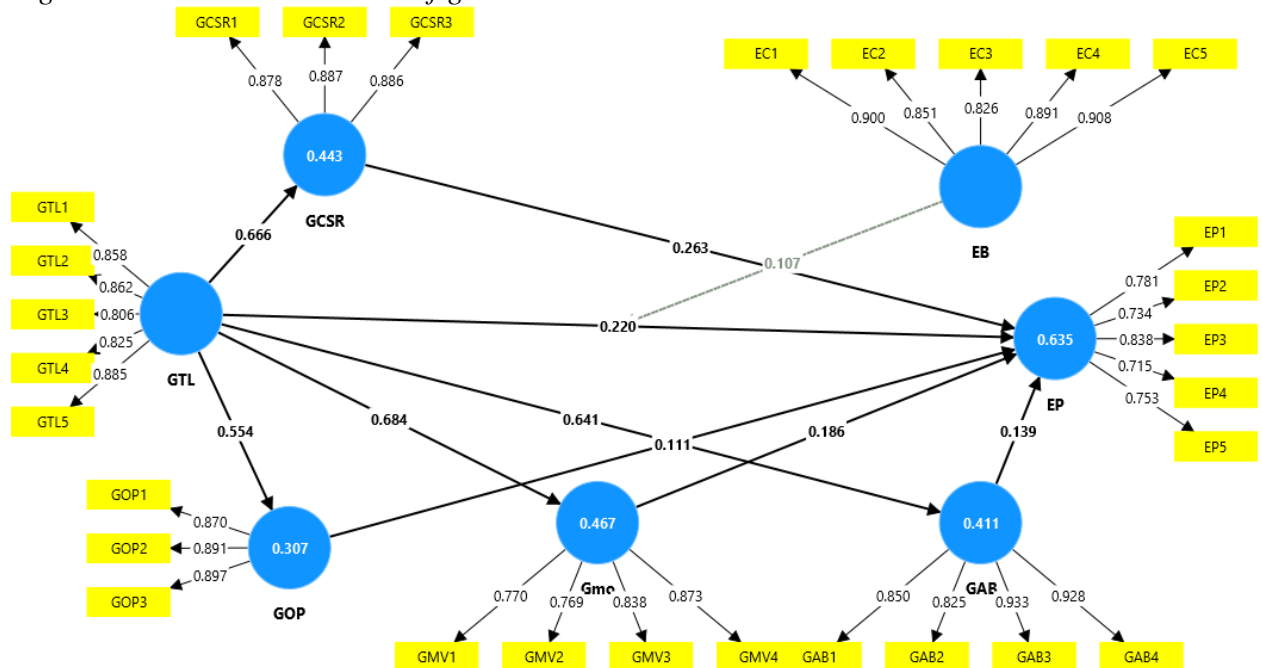 GCSR1 GCSR2 GCSR3
0.878 0.887 0.886
0.443
GCSR
EC1 EC2 EC3 EC4 EC5
0.900 0.851 0.826 0.891 0.908
EB
GTL1
GTL2
GTL3
GTL4
GTL5
0.858
0.862
0.806
0.825
0.885
GTL
0.666
0.263
0.107
0.220
0.554
0.684
0.641
0.111
0.186
0.139
0.635
EP
0.781
0.734
0.838
0.715
0.753
EP1
EP2
EP3
EP4
EP5
GOP1
GOP2
GOP3
0.870
0.891
0.897
0.307
GOP
0.467
0.770 0.769 0.838 0.873
GMV1 GMV2 GMV3 GMV4
0.411
GAB
0.850 0.825 0.933 0.928
GAB1 GAB2 GAB3 GAB4